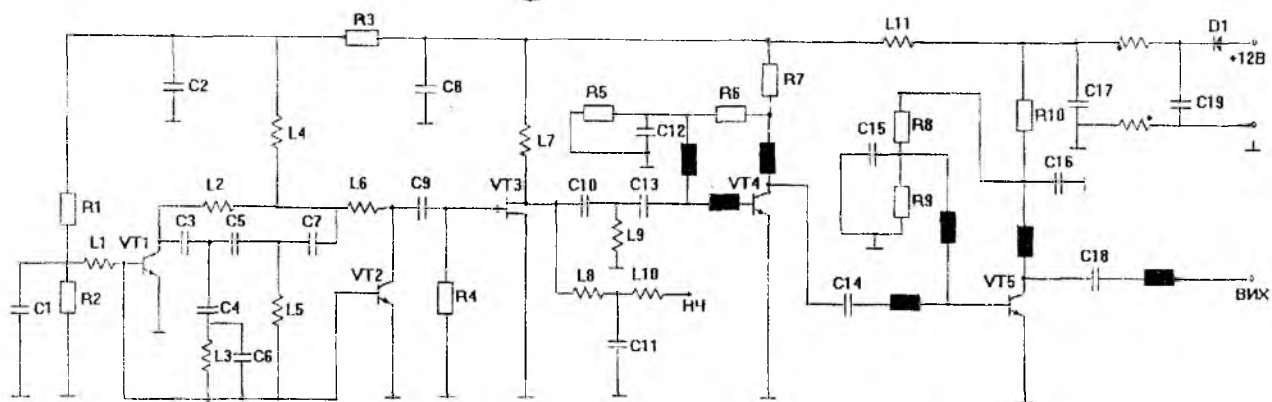 R3
L11
D1
+12В
C2
C8
R7
R5
R6
C12
L4
L7
C15
R8
R10
C17
C19
C16
R1
L2
L6
C9
VT3
C10
C13
VT4
R9
C3
C5
C7
L1
VT1
L9
VT2
R4
L8
L10
НЧ
C14
VT5
C18
ВИХ
C1
R2
C4
L5
L3
C6
C11